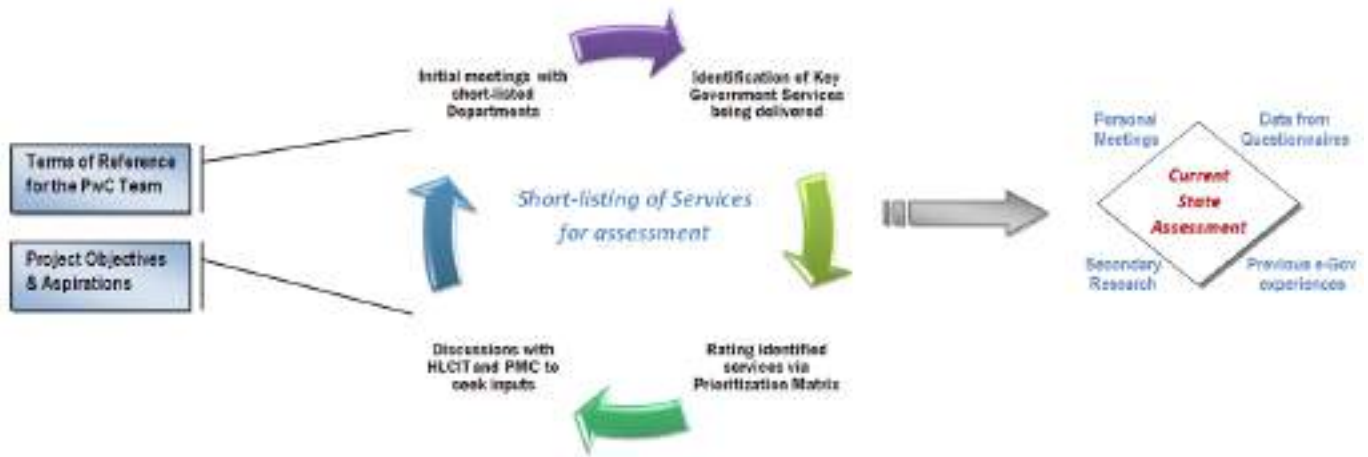 Terms of Reference
for the PwC Team
Project Objectives
& Aspirations
Initial meetings with
short-listed
Departments
Identification of Key
Government Services
being delivered
Short-listing of Services
for assessment
Discussions with
HLCIT and PMC to
seek inputs
Rating identified
services via
Prioritization Matrix
Personal
Meetings
Data from
Questionnaires
Current
State
Assessment
Secondary
Research
Previous e-Gov
experiences